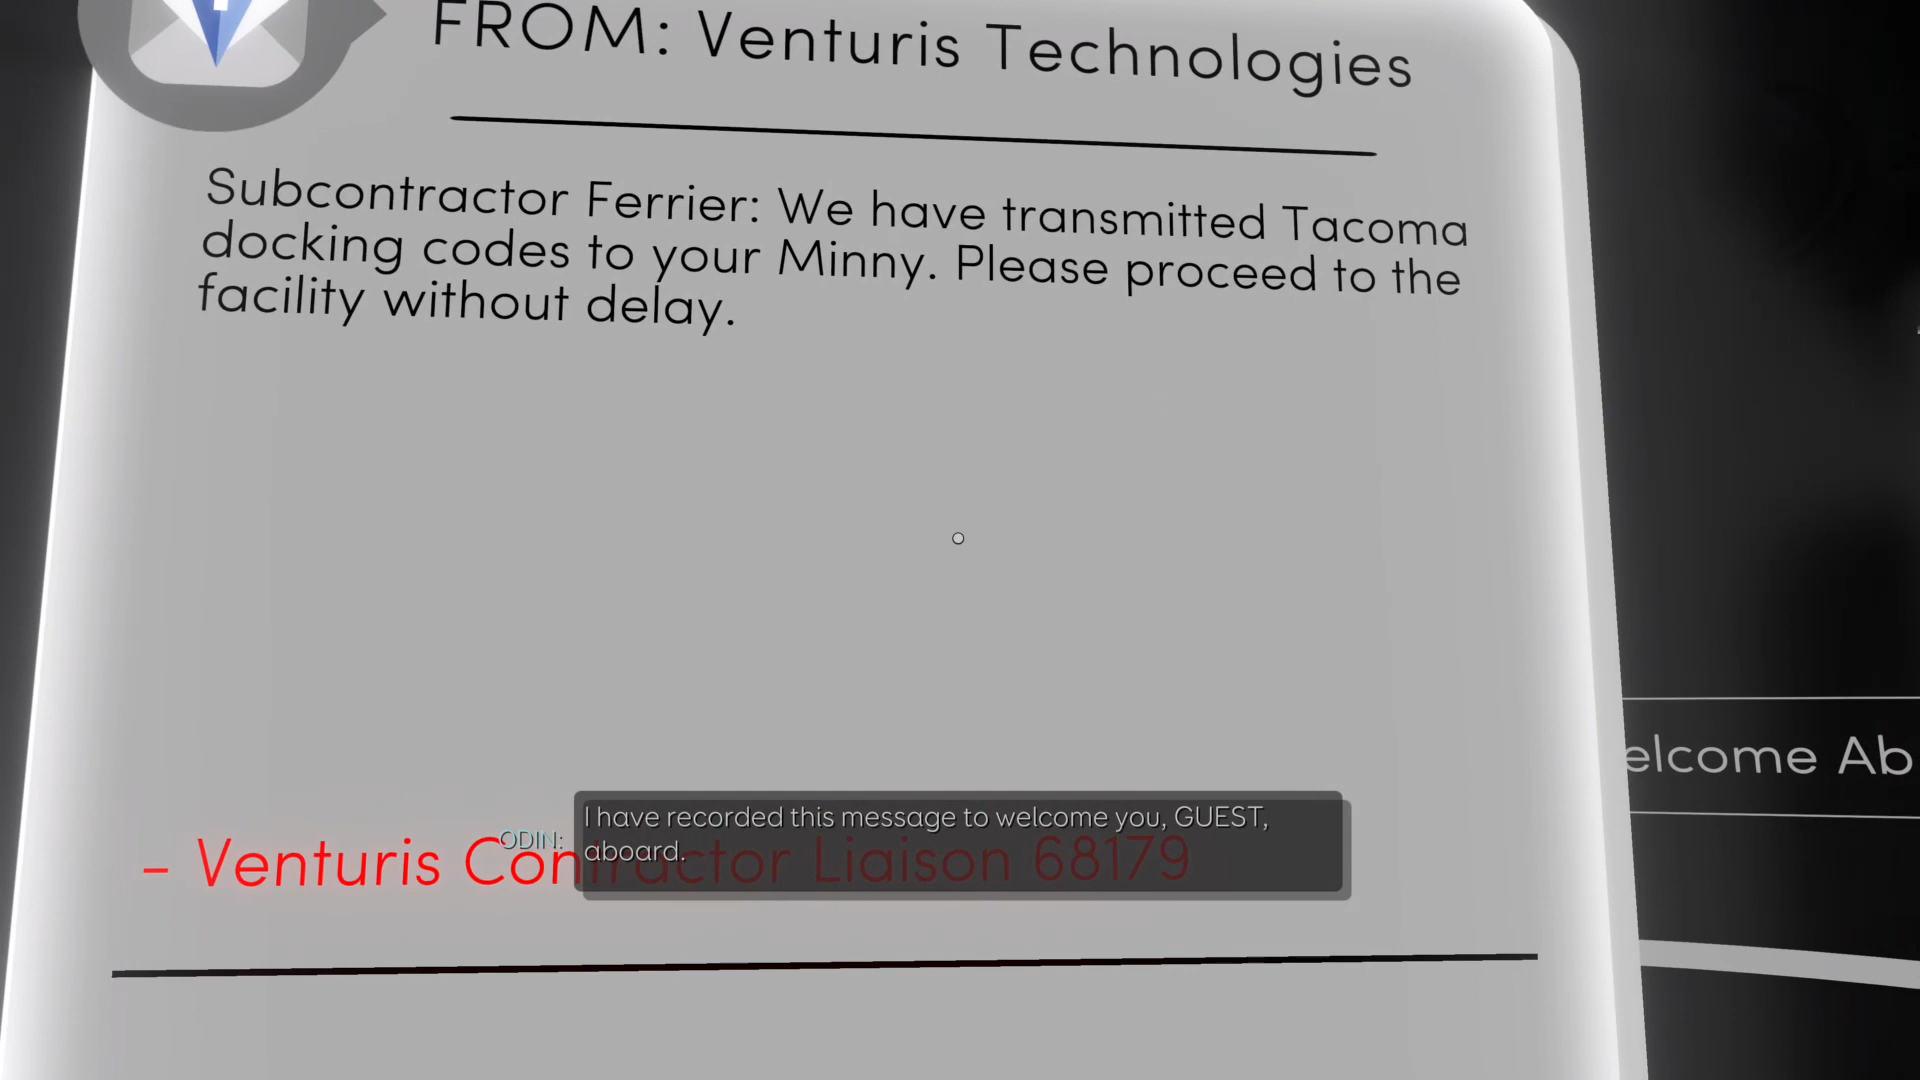 FROM: Venturis Technologies
Subcontractor Ferrier: We have transmitted Tacoma
docking codes to your Minny. Please proceed to the
facility without delay.
elcome Ab
ODIN:
I have recorded this message to welcome you, GUEST,
aboard.
– Venturis Contractor Liaison 68179